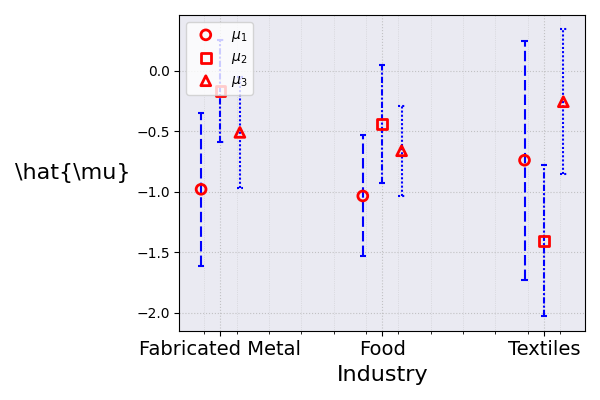 μ₁
μ₂
μ₃
0.0
−0.5
−1.0
−1.5
−2.0
\hat{\mu}
Fabricated Metal Food Textiles
Industry